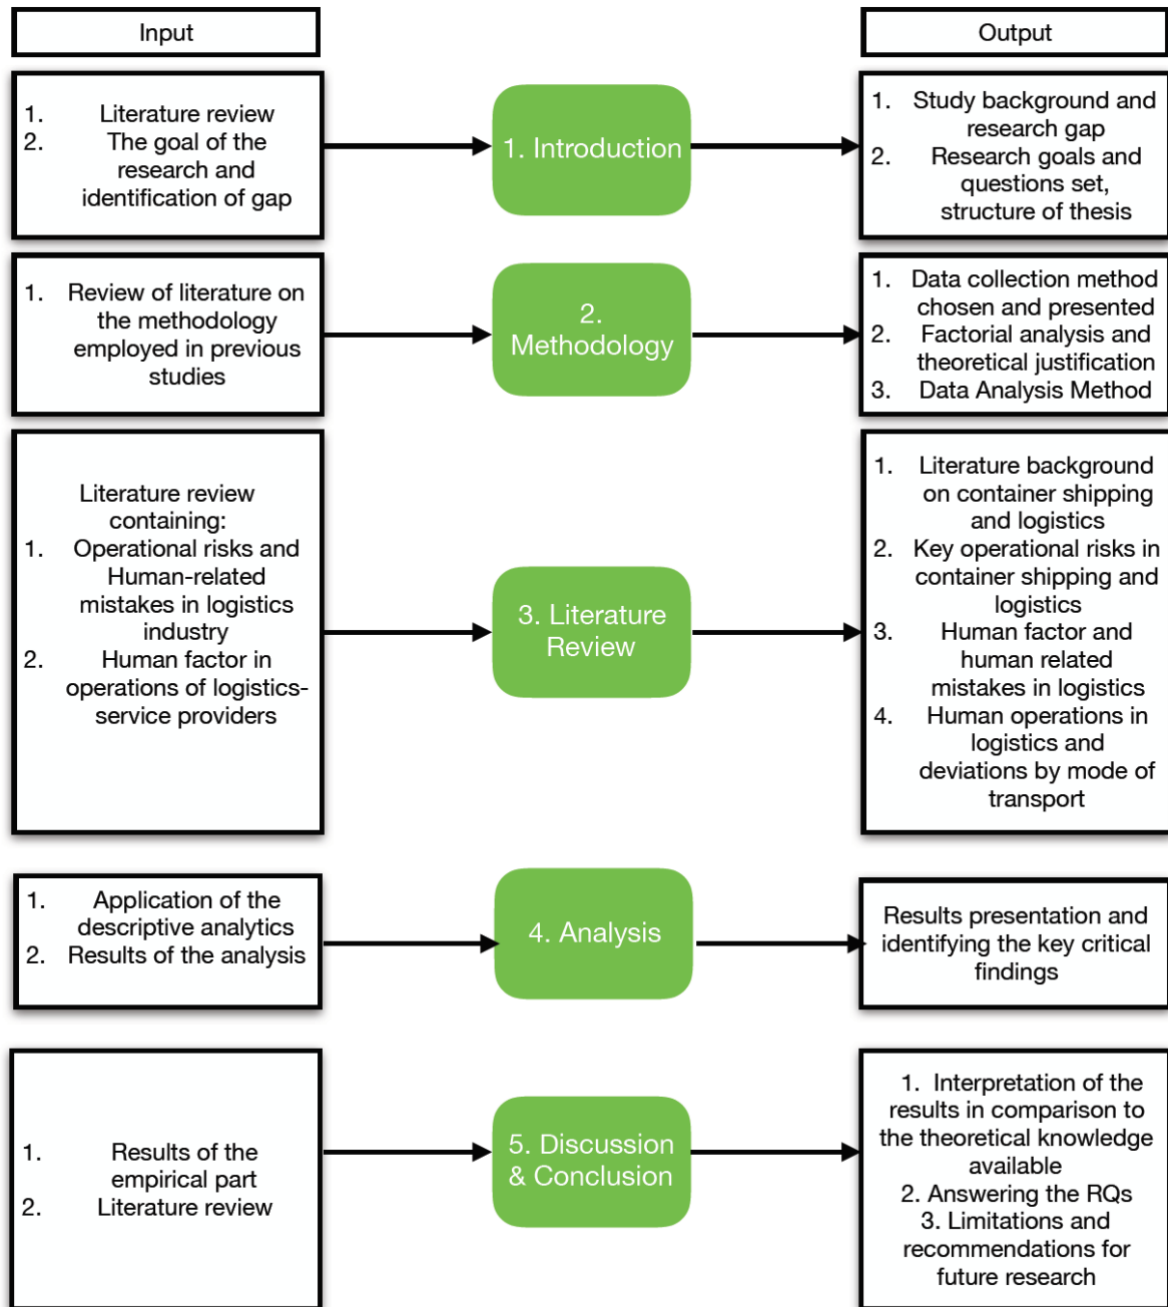 Input
Output
1. Literature review
2. The goal of the
research and
identification of gap
1. Introduction
1. Study background and
research gap
2. Research goals and
questions set,
structure of thesis
1. Review of literature on
the methodology
employed in previous
studies
2.
Methodology
1. Data collection method
chosen and presented
2. Factorial analysis and
theoretical justification
3. Data Analysis Method
Literature review
containing:
1. Operational risks and
Human-related
mistakes in logistics
industry
2. Human factor in
operations of logistics-
service providers
3. Literature
Review
1. Literature background
on container shipping
and logistics
2. Key operational risks in
container shipping and
logistics
3. Human factor and
human related
mistakes in logistics
4. Human operations in
logistics and
deviations by mode of
transport
1. Application of the
descriptive analytics
2. Results of the analysis
4. Analysis
Results presentation and
identifying the key critical
findings
1. Results of the
empirical part
2. Literature review
5. Discussion
& Conclusion
1. Interpretation of the
results in comparison to
the theoretical knowledge
available
2. Answering the RQs
3. Limitations and
recommendations for
future research